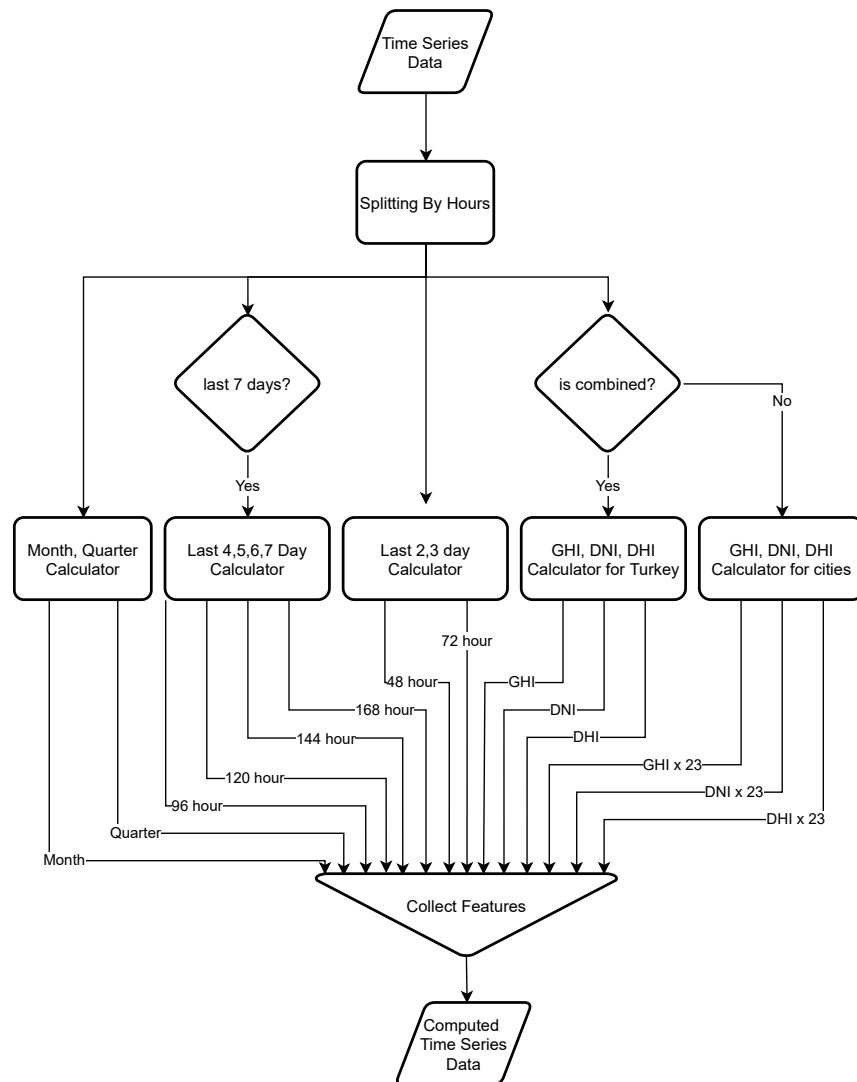 Time Series
Data
Splitting By Hours
last 7 days?
is combined?
No
Yes
Yes
Month, Quarter
Calculator
Last 4,5,6,7 Day
Calculator
Last 2,3 day
Calculator
GHI, DNI, DHI
Calculator for Turkey
GHI, DNI, DHI
Calculator for cities
72 hour
48 hour
GHI
168 hour
DNI
144 hour
DHI
120 hour
GHI x 23
96 hour
DNI x 23
Quarter
DHI x 23
Month
Collect Features
Computed
Time Series
Data